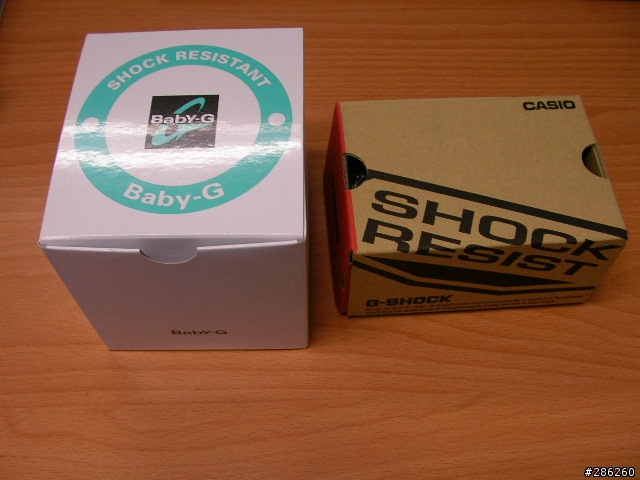 SHOCK RESISTANT
Baby-G
Baby-G
Baby-G
CASIO
SHOCK
RESIST
G-SHOCK
#286260